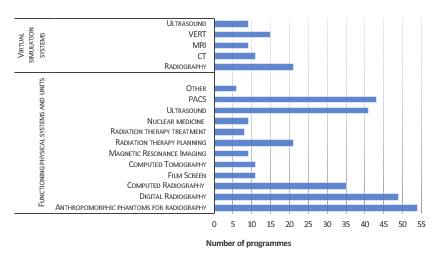 VIRTUAL
SIMULATION
SYSTEMS
ULTRASOUND
VERT
MRI
CT
RADIOGRAPHY
FUNCTIONING PHYSICAL SYSTEMS AND UNITS
OTHER
PACS
ULTRASOUND
NUCLEAR MEDICINE
RADIATION THERAPY TREATMENT
RADIATION THERAPY PLANNING
MAGNETIC RESONANCE IMAGING
COMPUTED TOMOGRAPHY
FILM SCREEN
COMPUTED RADIOGRAPHY
DIGITAL RADIOGRAPHY
ANTHROPOMORPHIC PHANTOMS FOR RADIOGRAPHY
0 5 10 15 20 25 30 35 40 45 50 55
Number of programmes